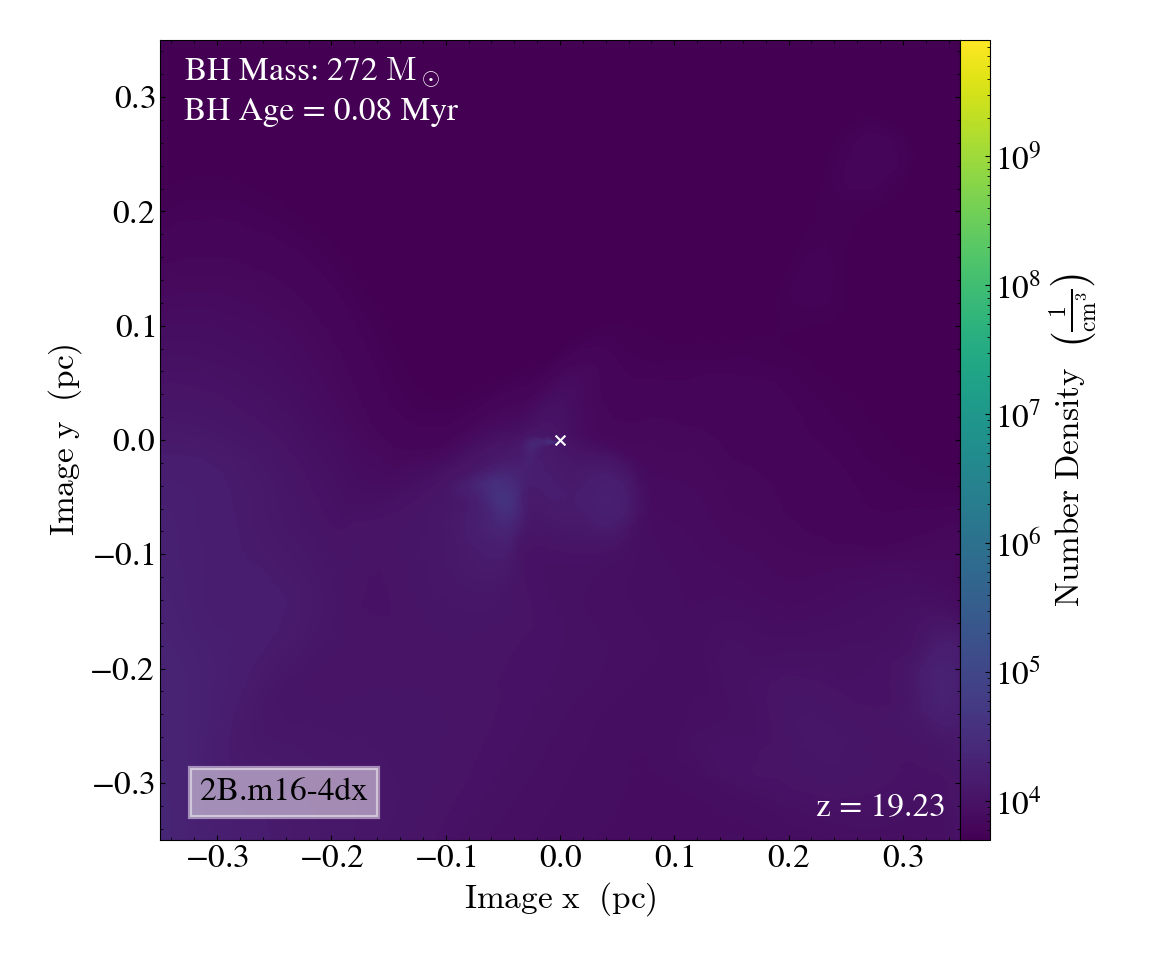 BH Mass: 272 M⊙
BH Age = 0.08 Myr
0.3
0.2
0.1
0.0
−0.1
−0.2
−0.3
Image y (pc)
2B.m16-4dx
z = 19.23
−0.3 −0.2 −0.1 0.0 0.1 0.2 0.3
Image x (pc)
10⁹
10⁸
10⁷
10⁶
10⁵
10⁴
Number Density (1/cm³)